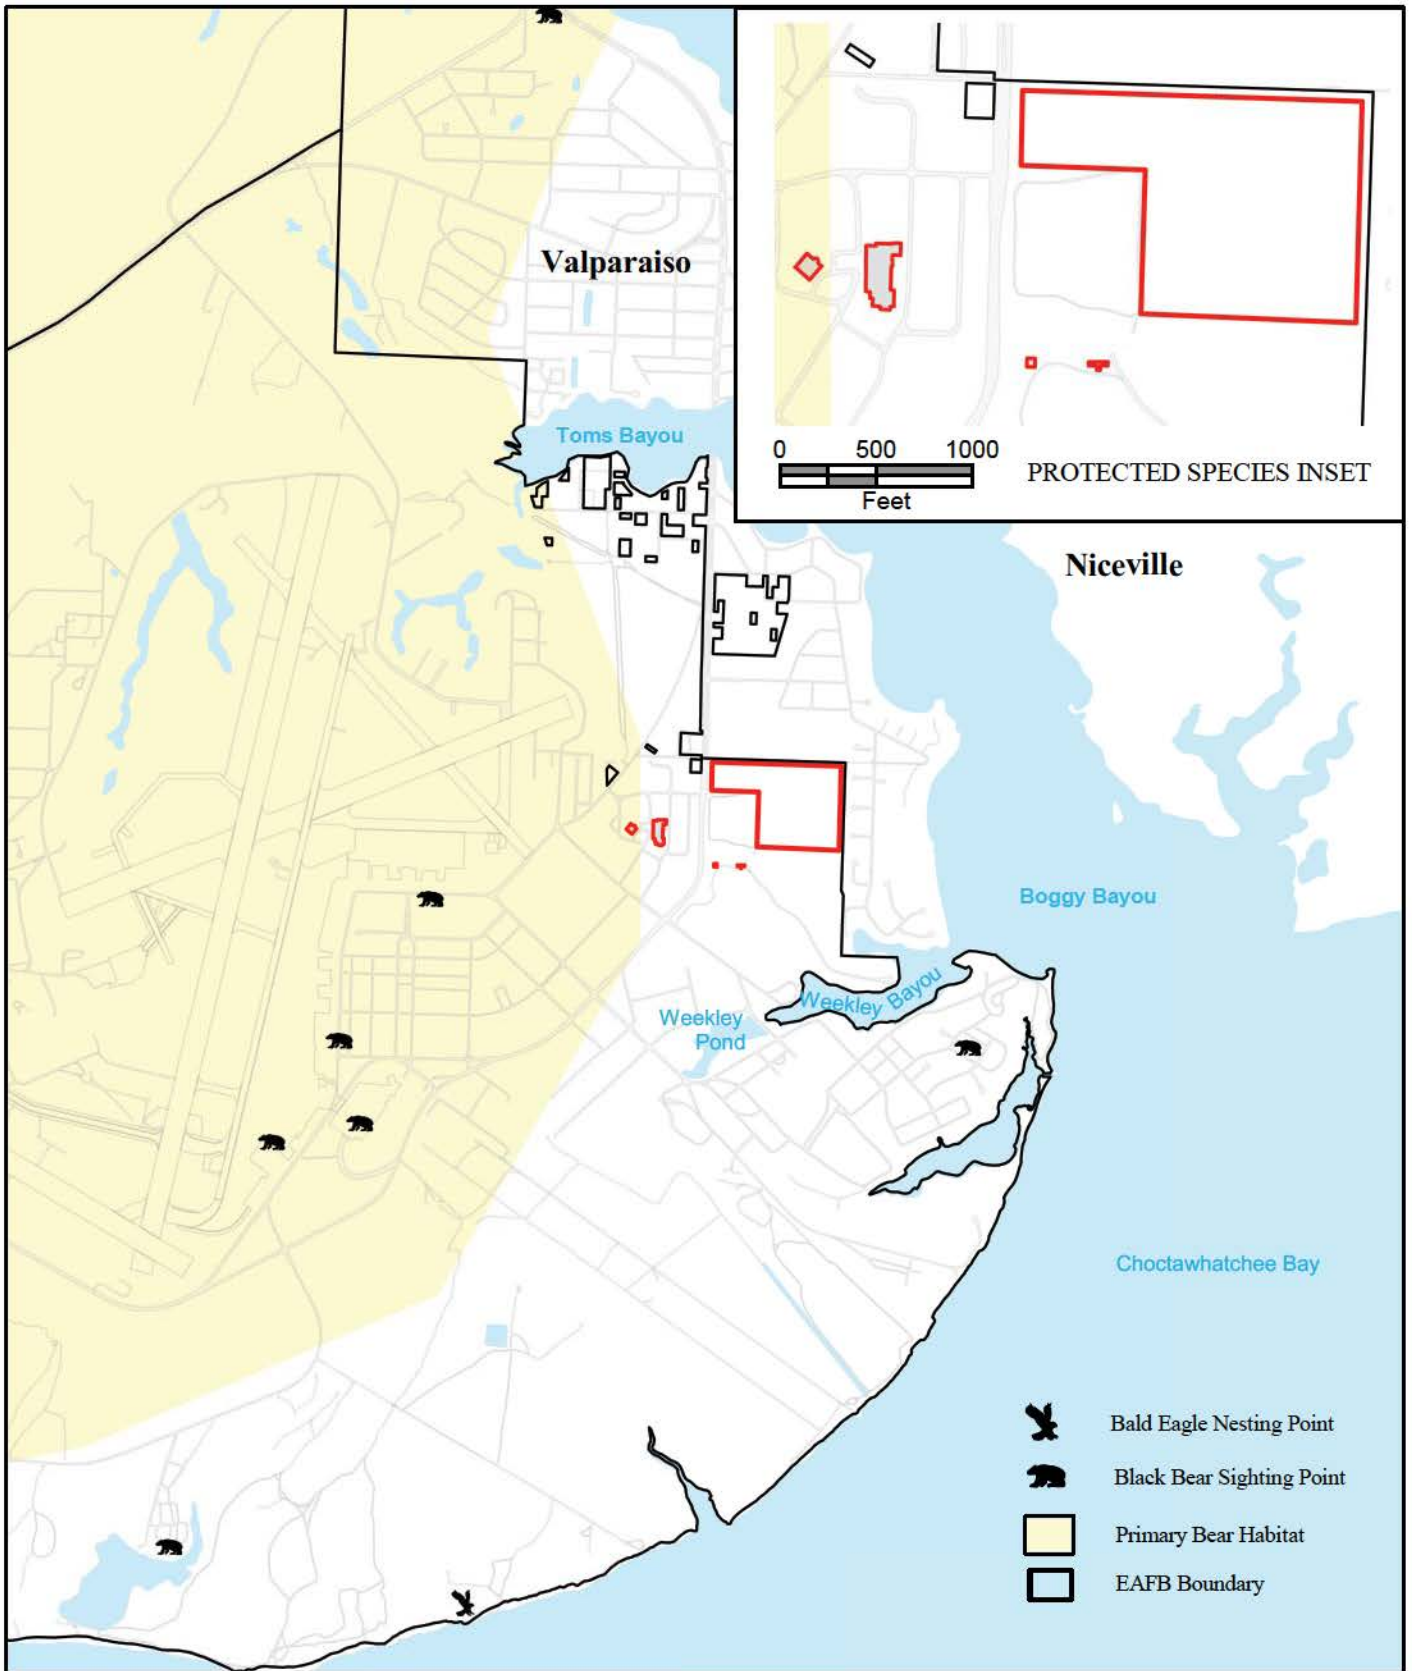 Valparaiso
0 500 1000
Feet
PROTECTED SPECIES INSET
Toms Bayou
Niceville
Boggy Bayou
Weekley Bayou
Weekley
Pond
Choctawhatchee Bay
Bald Eagle Nesting Point
Black Bear Sighting Point
Primary Bear Habitat
EAFB Boundary